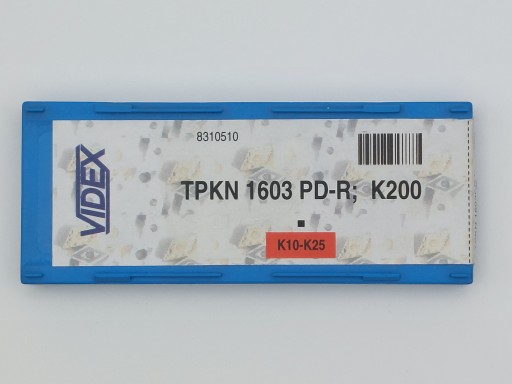 8310510
VIDEX
TPKN 1603 PD-R; K200
K10-K25